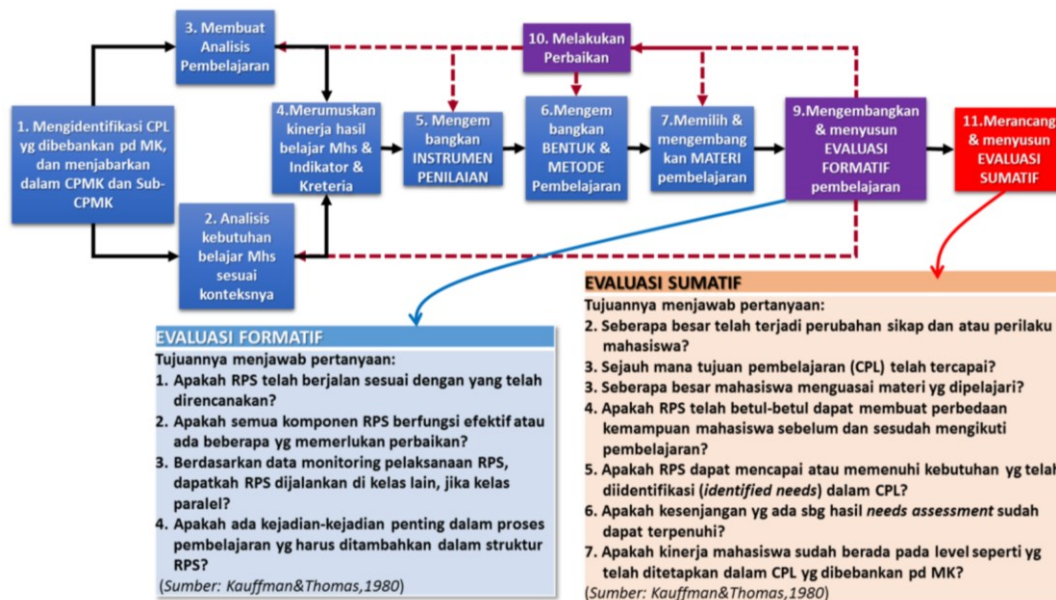 3. Membuat
Analisis
Pembelajaran
10. Melakukan
Perbaikan
1. Mengidentifikasi CPL
yg dibebankan pd MK,
dan menjabarkan
dalam CPMK dan Sub-
CPMK
4.Merumuskan
kinerja hasil
belajar Mhs &
Indikator &
Kreteria
5. Mengem
bangkan
INSTRUMEN
PENILAIAN
6.Mengem
bangkan
BENTUK &
METODE
Pembelajaran
7.Memilih &
mengembang
kan MATERI
pembelajaran
9.Mengembangkan
& menyusun
EVALUASI
FORMATIF
pembelajaran
11.Merancang
& menyusun
EVALUASI
SUMATIF
2. Analisis
kebutuhan
belajar Mhs
sesuai
konteksnya
EVALUASI FORMATIF
Tujuannya menjawab pertanyaan:
1. Apakah RPS telah berjalan sesuai dengan yang telah
direncanakan?
2. Apakah semua komponen RPS berfungsi efektif atau
ada beberapa yg memerlukan perbaikan?
3. Berdasarkan data monitoring pelaksanaan RPS,
dapatkah RPS dijalankan di kelas lain, jika kelas
paralel?
4. Apakah ada kejadian-kejadian penting dalam proses
pembelajaran yg harus ditambahkan dalam struktur
RPS?
(Sumber: Kauffman&Thomas,1980)
EVALUASI SUMATIF
Tujuannya menjawab pertanyaan:
2. Seberapa besar telah terjadi perubahan sikap dan atau perilaku
mahasiswa?
3. Sejauh mana tujuan pembelajaran (CPL) telah tercapai?
3. Seberapa besar mahasiswa menguasai materi yg dipelajari?
4. Apakah RPS telah betul-betul dapat membuat perbedaan
kemampuan mahasiswa sebelum dan sesudah mengikuti
pembelajaran?
5. Apakah RPS dapat mencapai atau memenuhi kebutuhan yg telah
diidentifikasi (identified needs) dalam CPL?
6. Apakah kesenjangan yg ada sbg hasil needs assessment sudah
dapat terpenuhi?
7. Apakah kinerja mahasiswa sudah berada pada level seperti yg
telah ditetapkan dalam CPL yg dibebankan pd MK?
(Sumber: Kauffman&Thomas,1980)